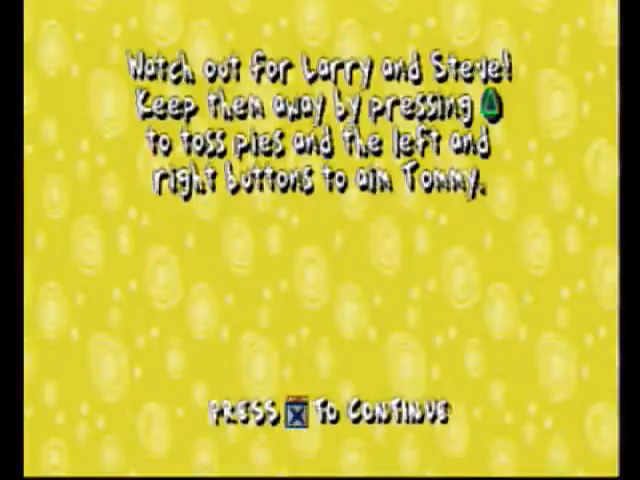 Watch out for Larry and Steve!
Keep them away by pressing
to toss pies and the left and
right buttons to aim Tommy.
PRESS TO CONTINUE